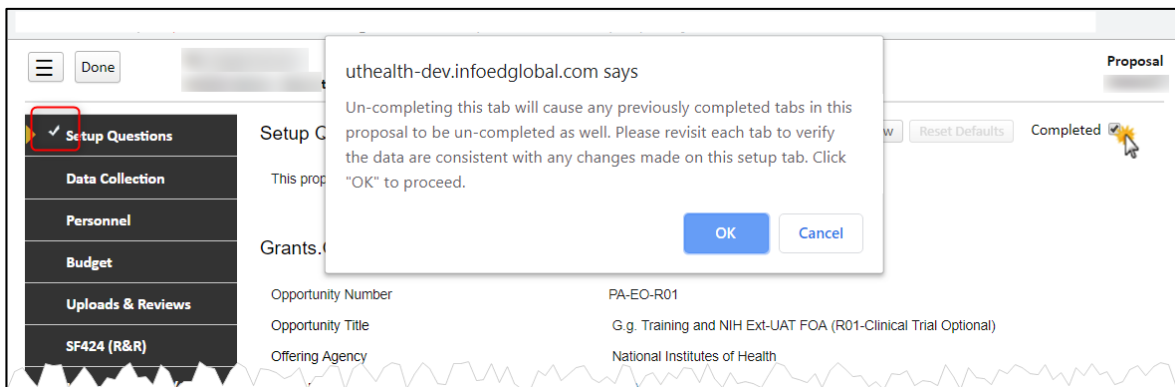 Done
Proposal
uthealth-dev.infoedglobal.com says
Un-completing this tab will cause any previously completed tabs in this
proposal to be un-completed as well. Please revisit each tab to verify
the data are consistent with any changes made on this setup tab. Click
"OK" to proceed.
OK Cancel
Setup Questions
Data Collection
Personnel
Budget
Uploads & Reviews
SF424 (R&R)
Setup Q
w Reset Defaults Completed
This prop
Grants.
Opportunity Number PA-EO-R01
Opportunity Title G.g. Training and NIH Ext-UAT FOA (R01-Clinical Trial Optional)
Offering Agency National Institutes of Health